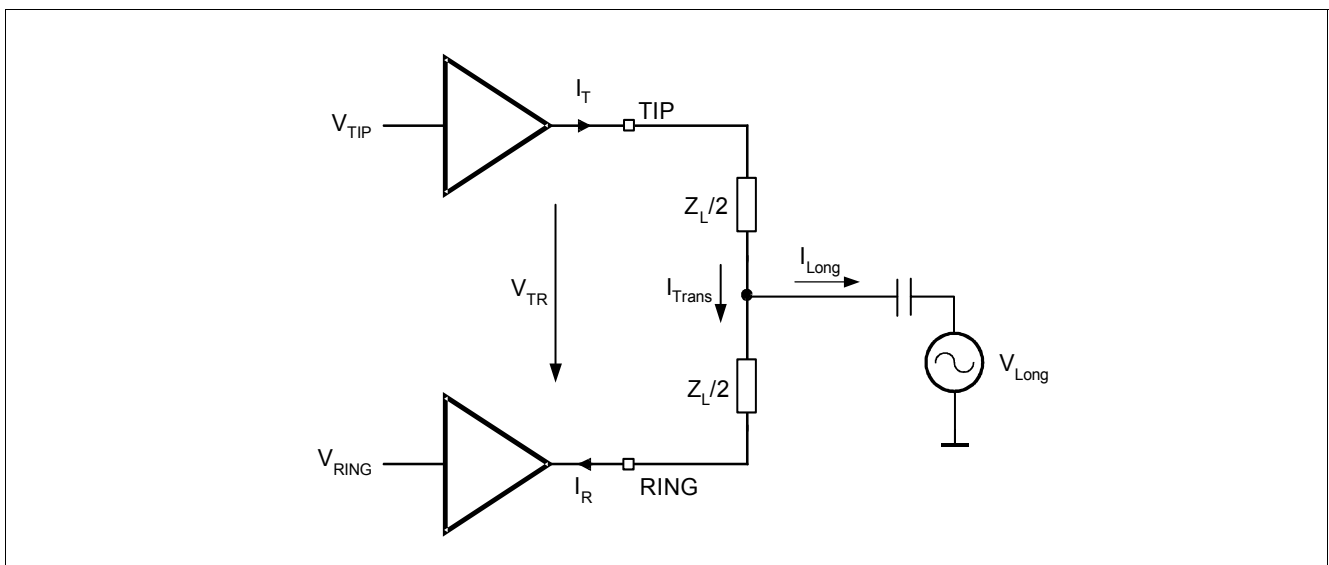 I_T
TIP
V_TIP
Z_L/2
I_Long
V_TR
I_Trans
V_Long
Z_L/2
V_RING
I_R
RING